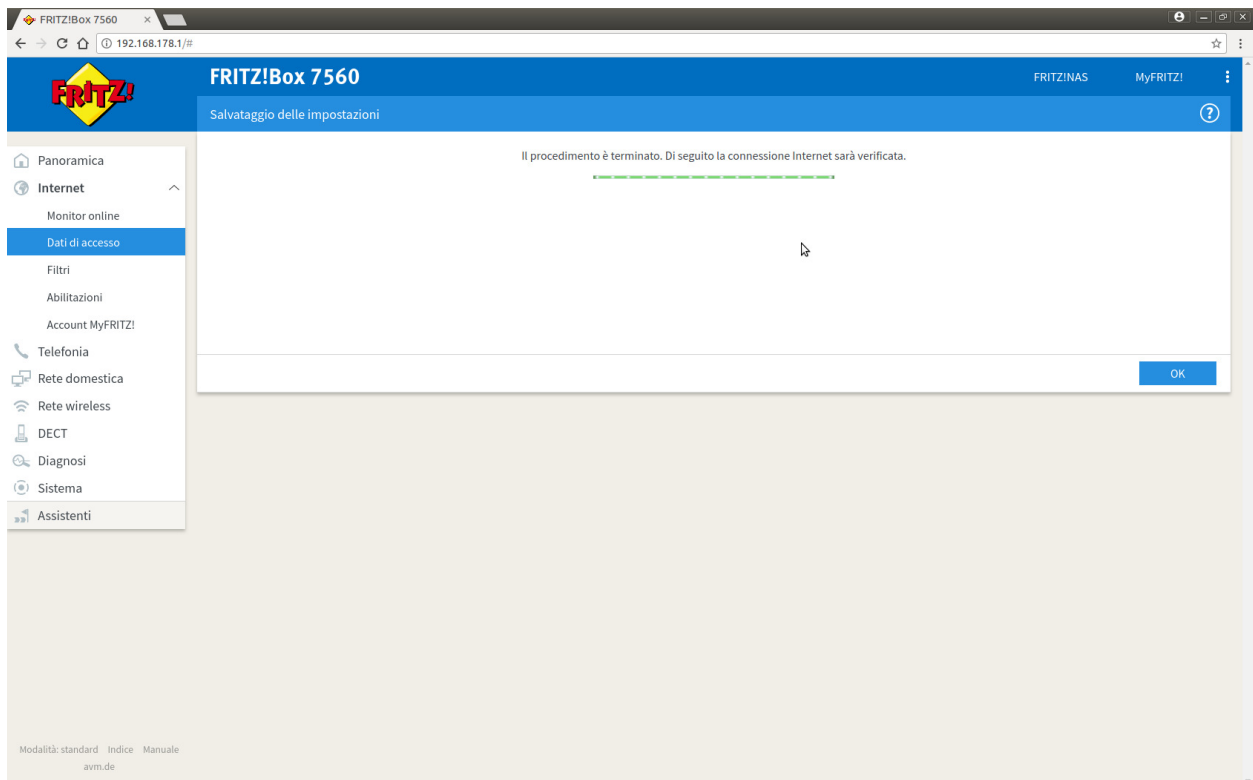 FRITZ!Box 7560
192.168.178.1/#
FRITZ!
FRITZ!Box 7560
FRITZ!NAS
MyFRITZ!
Salvataggio delle impostazioni
Il procedimento è terminato. Di seguito la connessione Internet sarà verificata.
OK
Panoramica
Internet
Monitor online
Dati di accesso
Filtri
Abilitazioni
Account MyFRITZ!
Telefonia
Rete domestica
Rete wireless
DECT
Diagnosi
Sistema
Assistenti
Modalità: standard Indice Manuale
avm.de